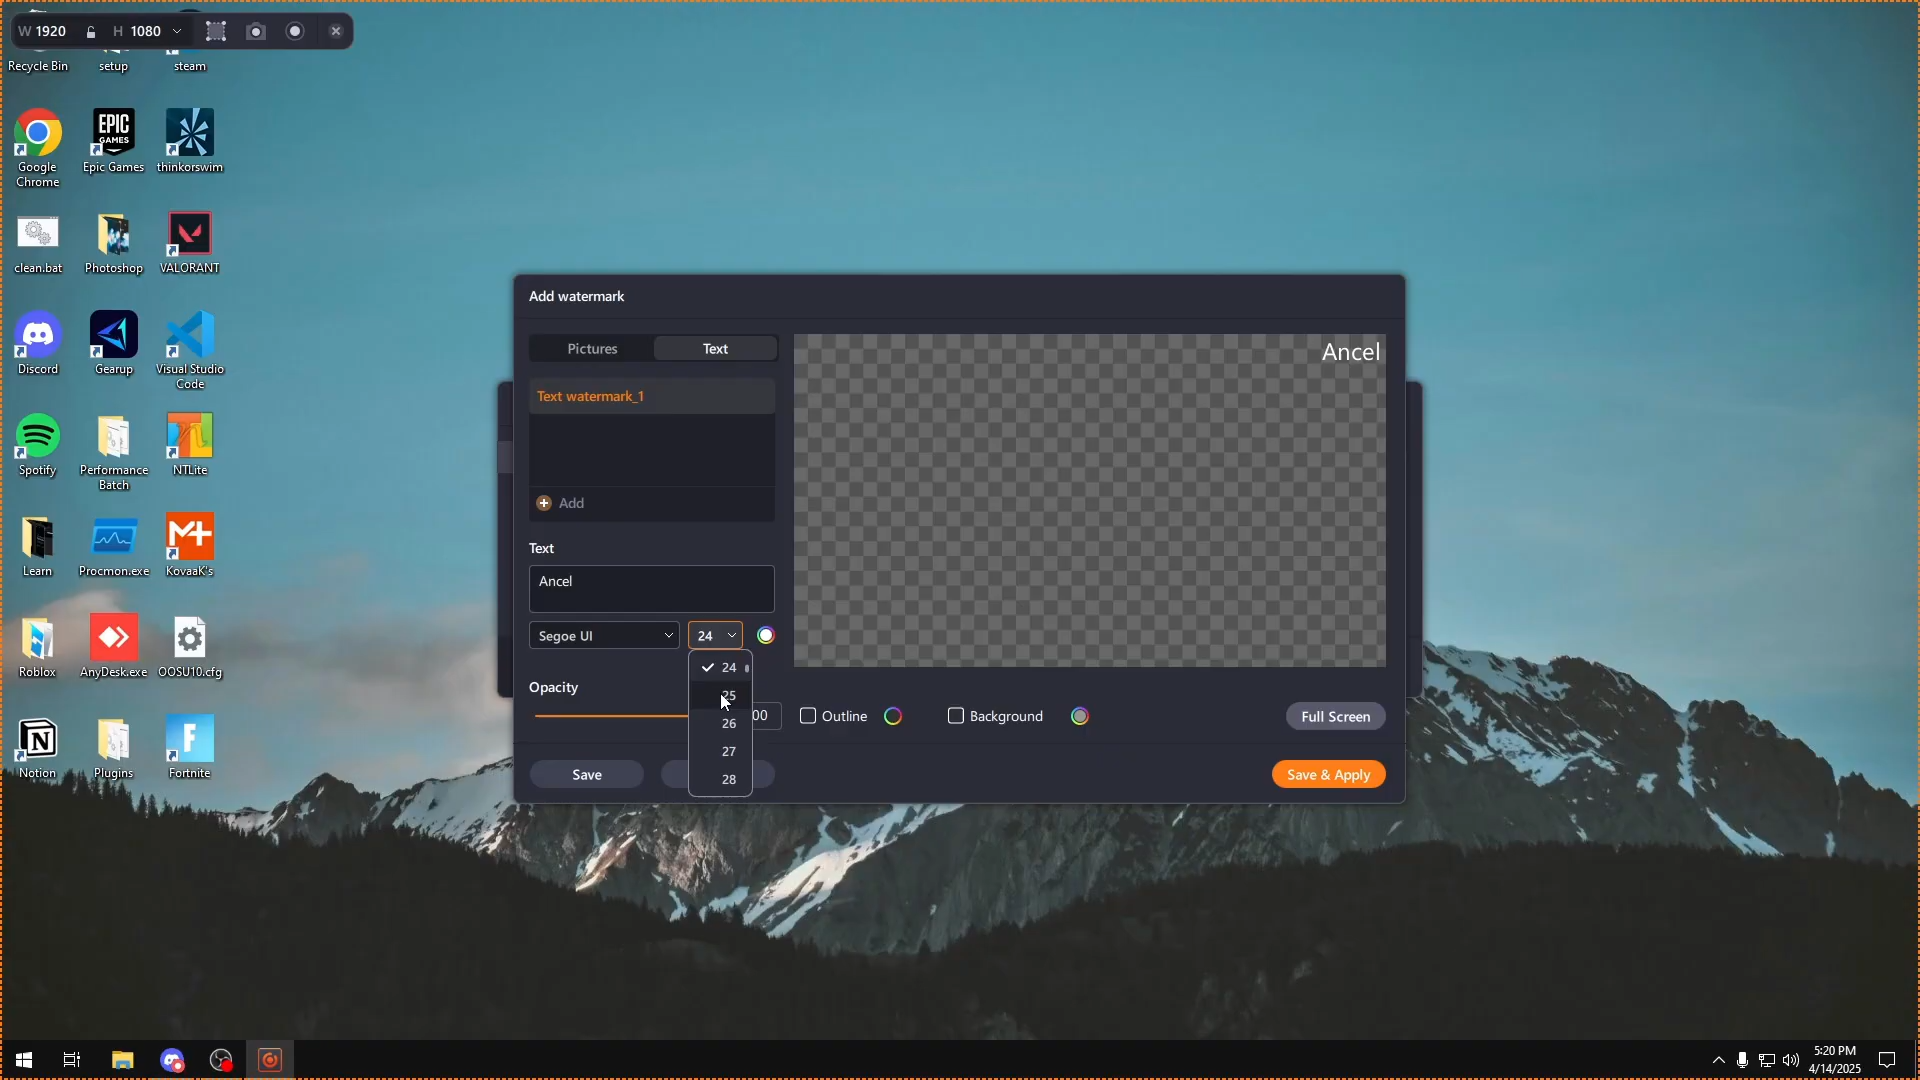 W 1920 H 1080
Recycle Bin
setup
steam
Google
Chrome
EPIC
GAMES
Epic Games
thinkorswim
clean.bat
Photoshop
VALORANT
Discord
Gearup
Visual Studio
Code
Spotify
Performance
Batch
NTLite
Learn
Procmon.exe
KovaaK's
Roblox
AnyDesk.exe
OOSU10.cfg
Notion
Plugins
Fortnite
Add watermark
Pictures
Text
Ancel
Text watermark_1
Add
Text
Ancel
Segoe UI
24
24
25
26
27
28
Opacity
00
Outline
Background
Full Screen
Save
Save & Apply
5:20 PM
4/14/2025